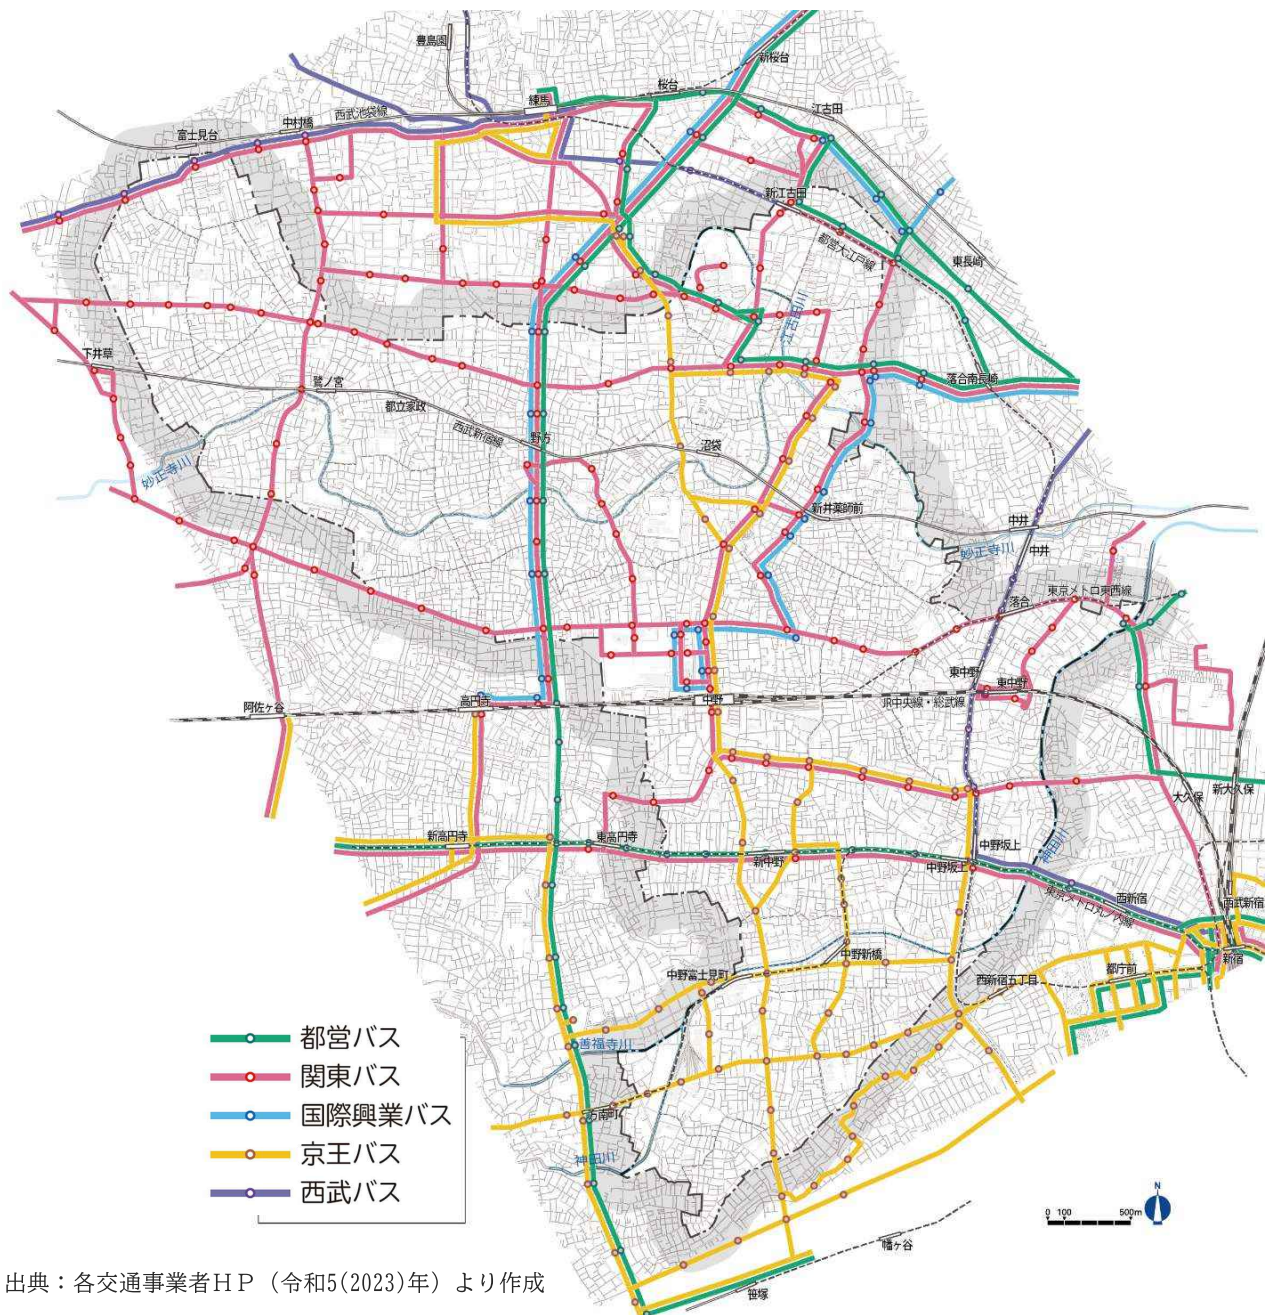 豊島園
新桜台
桜台
練馬
江古田
西武池袋線
中村橋
富士見台
新江古田
都営大江戸線
東長崎
江古田川
下井草
鷺ノ宮
都立家政
落合南長崎
西武新宿線
野方
沼袋
妙正寺川
新井薬師前
中井
妙正寺川
中井
東京メトロ東西線
落合
東中野
東中野
JR中央線・総武線
阿佐ヶ谷
高円寺
中野
大久保
新大久保
新高円寺
東高円寺
新中野
中野坂上
中野坂上
神田川
西新宿
東京メトロ丸ノ内線
西武新宿
新宿
中野新橋
中野富士見町
西新宿五丁目
都庁前
善福寺川
方南町
神田川
幡ヶ谷
笹塚
都営バス
関東バス
国際興業バス
京王バス
西武バス
N
0 100 500m
出典：各交通事業者ＨＰ（令和5(2023)年）より作成